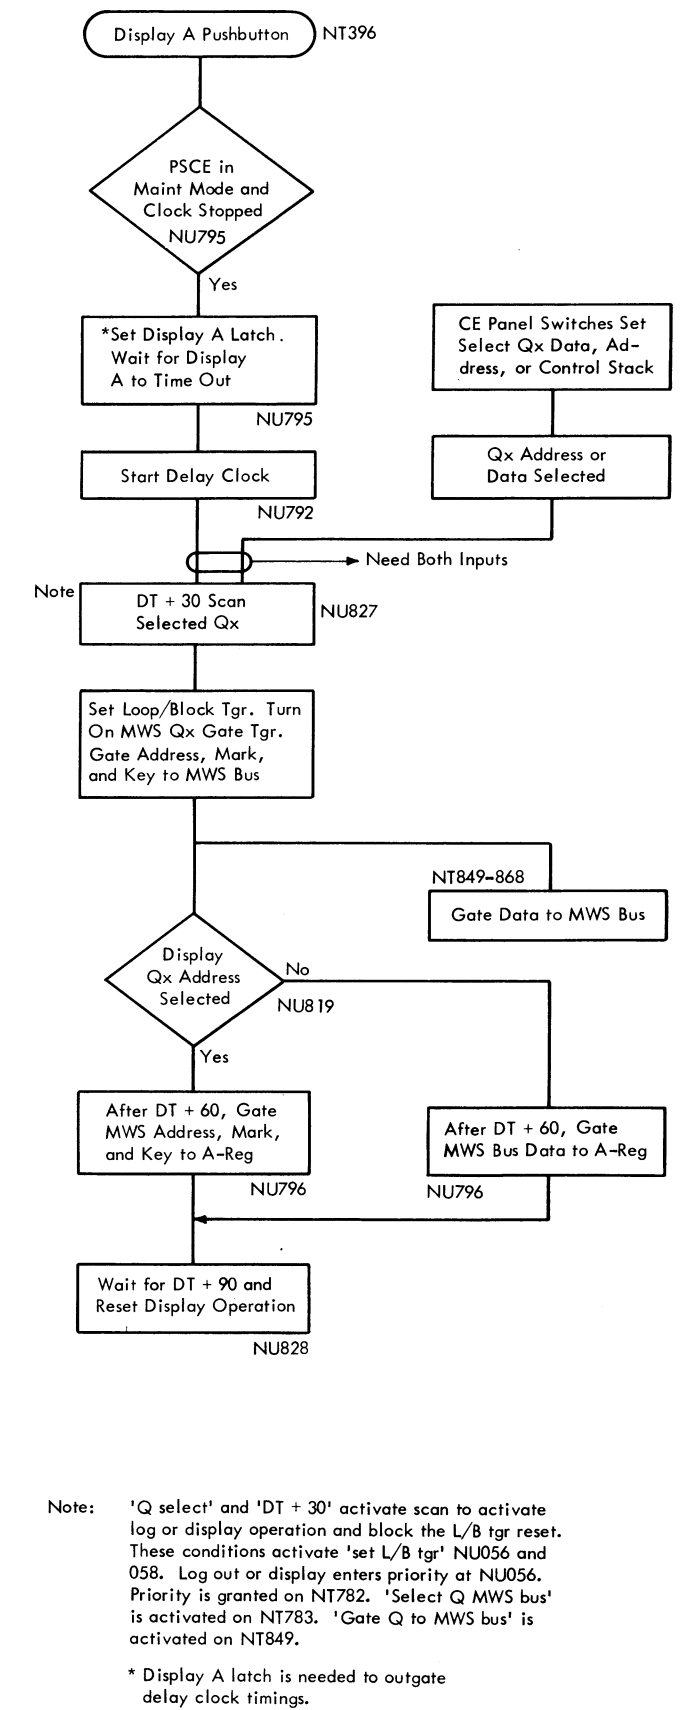 Display A Pushbutton
NT396
PSCE in
Maint Mode and
Clock Stopped
NU795
Yes
*Set Display A Latch.
Wait for Display
A to Time Out
NU795
Start Delay Clock
NU792
CE Panel Switches Set
Select Qx Data, Ad-
dress, or Control Stack
Qx Address or
Data Selected
Need Both Inputs
Note
DT + 30 Scan
Selected Qx
NU827
Set Loop/Block Tgr. Turn
On MWS Qx Gate Tgr.
Gate Address, Mark,
and Key to MWS Bus
NT849-868
Gate Data to MWS Bus
Display
Qx Address
Selected
No
NU819
Yes
After DT + 60, Gate
MWS Address, Mark,
and Key to A-Reg
NU796
After DT + 60, Gate
MWS Bus Data to A-Reg
NU796
Wait for DT + 90 and
Reset Display Operation
NU828
Note: 'Q select' and 'DT + 30' activate scan to activate
log or display operation and block the L/B tgr reset.
These conditions activate 'set L/B tgr' NU056 and
058. Log out or display enters priority at NU056.
Priority is granted on NT782. 'Select Q MWS bus'
is activated on NT783. 'Gate Q to MWS bus' is
activated on NT849.
* Display A latch is needed to outgate
delay clock timings.